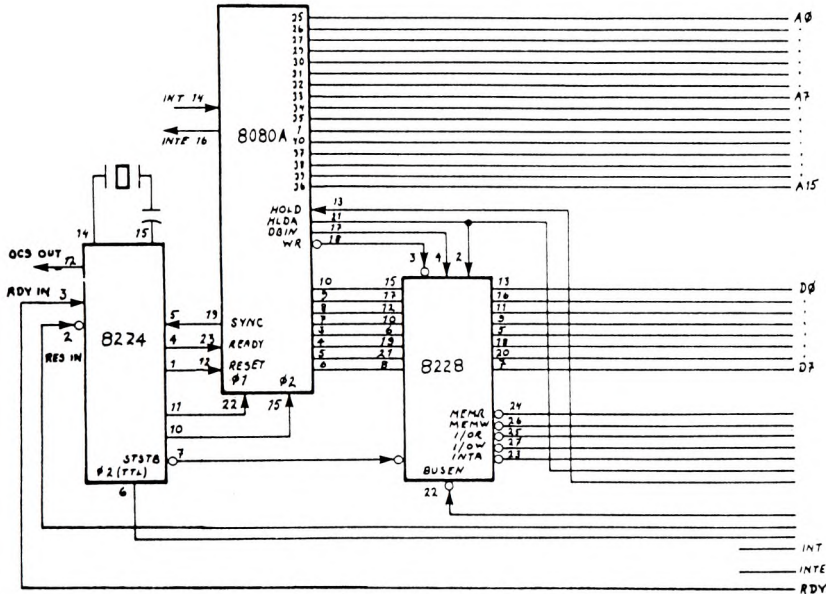 25 A0
26
27
29
30
31
32
33 A7
34
35
1
40
37
38
39
36 A15
INT 14
INTE 16
8080A
HOLD 13
HLDA 21
DBIN 17
WR 18
3 4 2
14 15
OCS OUT 12
RDY IN 3
2
RES IN
8224
5 19 SYNC
4 23 READY
1 12 RESET
Ø1 Ø2
11 22 15
10
STSTB 7
Ø2 (TTL)
6
10 15 13 D0
9 17 16
8 12 11
7 10 9
3 6 5
4 19 18
5 21 20
6 8 7 D7
8228
MEMR 24
MEMW 26
I/OR 25
I/OW 27
INTA 23
BUSEN
22
INT
INTE
RDY